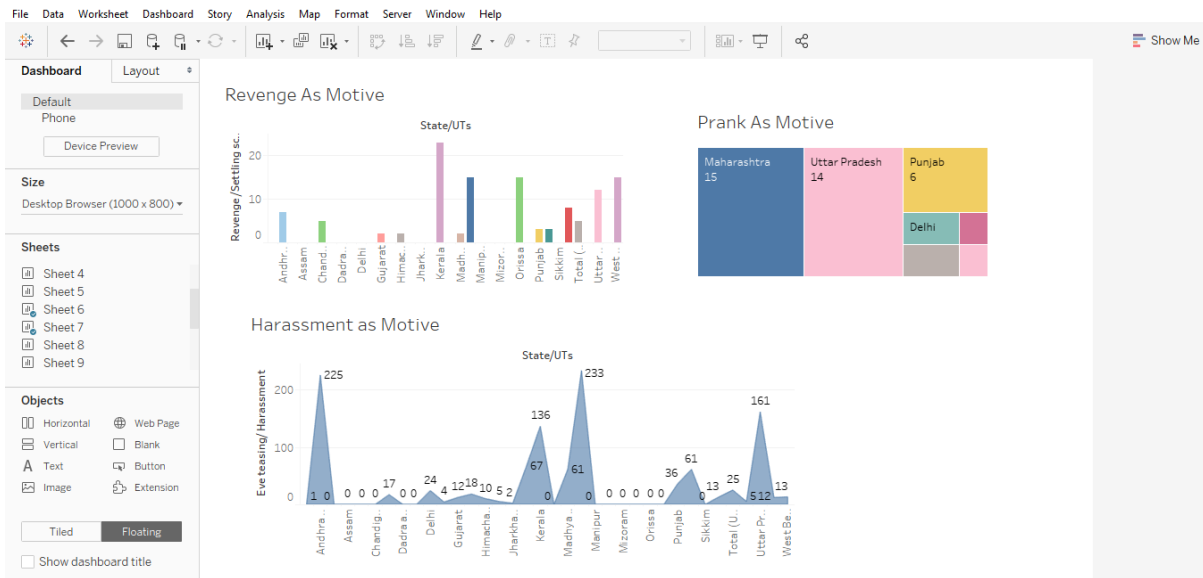 File Data Worksheet Dashboard Story Analysis Map Format Server Window Help
Show Me
Dashboard Layout
Default
Phone
Device Preview
Size
Desktop Browser (1000 x 800)
Sheets
Sheet 4
Sheet 5
Sheet 6
Sheet 7
Sheet 8
Sheet 9
Objects
Horizontal Web Page
Vertical Blank
A Text Button
Image Extension
Tiled Floating
Show dashboard title
Revenge As Motive
State/UTs
Revenge /Settling sc..
20
10
0
Andhr..
Assam
Chand..
Dadra..
Delhi
Gujarat
Himac..
Jhark..
Kerala
Madh..
Manip..
Mizor..
Orissa
Punjab
Sikkim
Total (..
Uttar ..
West ..
Prank As Motive
Maharashtra
15
Uttar Pradesh
14
Punjab
6
Delhi
Harassment as Motive
State/UTs
Eve teasing/ Harassment
200
100
0
225 233
161
136
67 61 36 61
1 0 0 0 0 17 0 0 24 4 12 18 10 5 2 0 0 0 0 0 0 0 0 13 25 5 12 13
Andhra ..
Assam
Chandig..
Dadra a..
Delhi
Gujarat
Himacha..
Jharkha..
Kerala
Madhya ..
Manipur
Mizoram
Orissa
Punjab
Sikkim
Total (U..
Uttar Pr..
West Be..